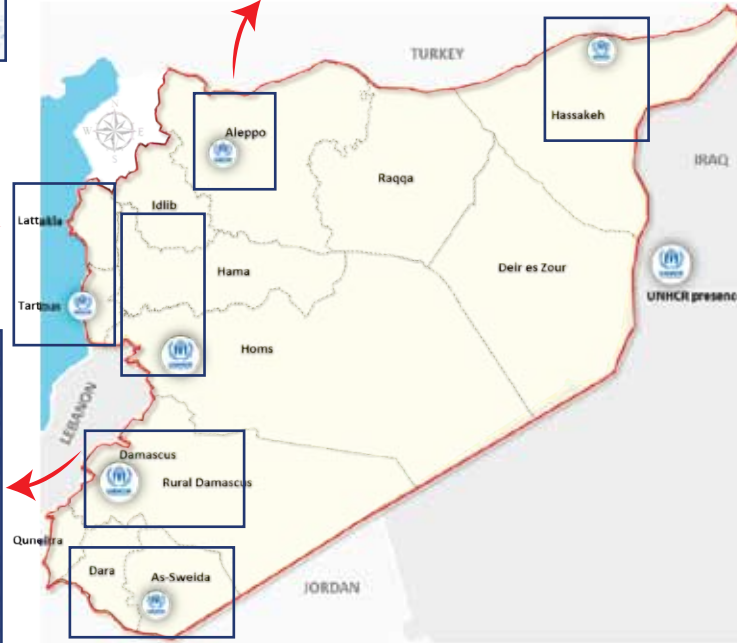 TURKEY
N
W E
S
Aleppo
Hassakeh
IRAQ
Raqqa
Idlib
Lattakia
Hama
Deir es Zour
UNHCR presence
Tartous
Homs
LEBANON
Damascus
Rural Damascus
UNHCR
Quneitra
Dara
As-Sweida
JORDAN